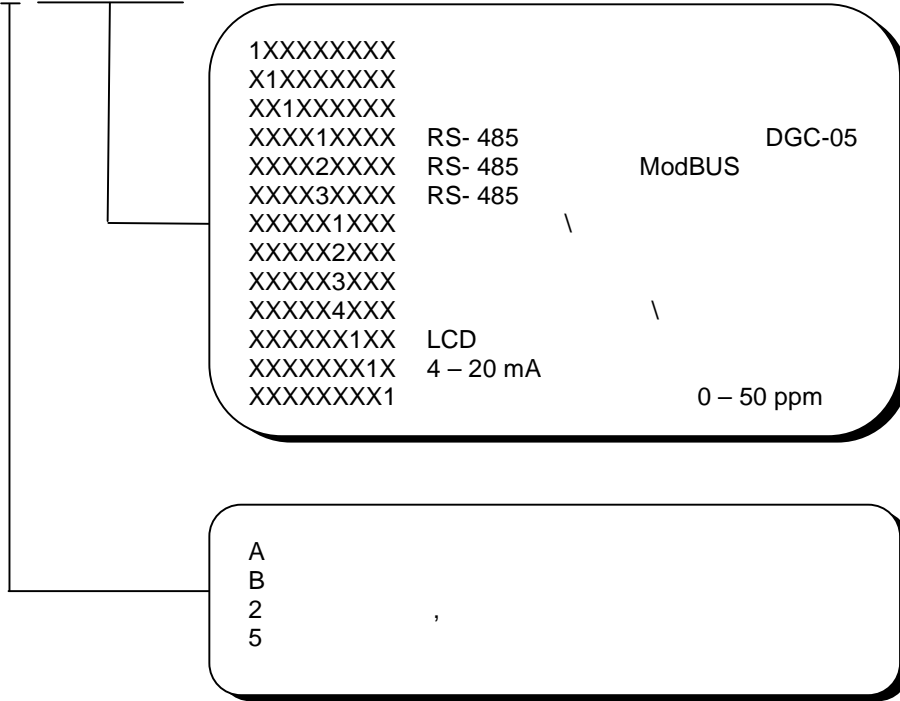 1XXXXXXXX
X1XXXXXXX
XX1XXXXXX
XXXX1XXXX RS- 485 DGC-05
XXXX2XXXX RS- 485 ModBUS
XXXX3XXXX RS- 485
XXXXX1XXX \
XXXXX2XXX
XXXXX3XXX
XXXXX4XXX \
XXXXXX1XX LCD
XXXXXXX1X 4 – 20 mA
XXXXXXXX1 0 – 50 ppm
A
B
2 ,
5